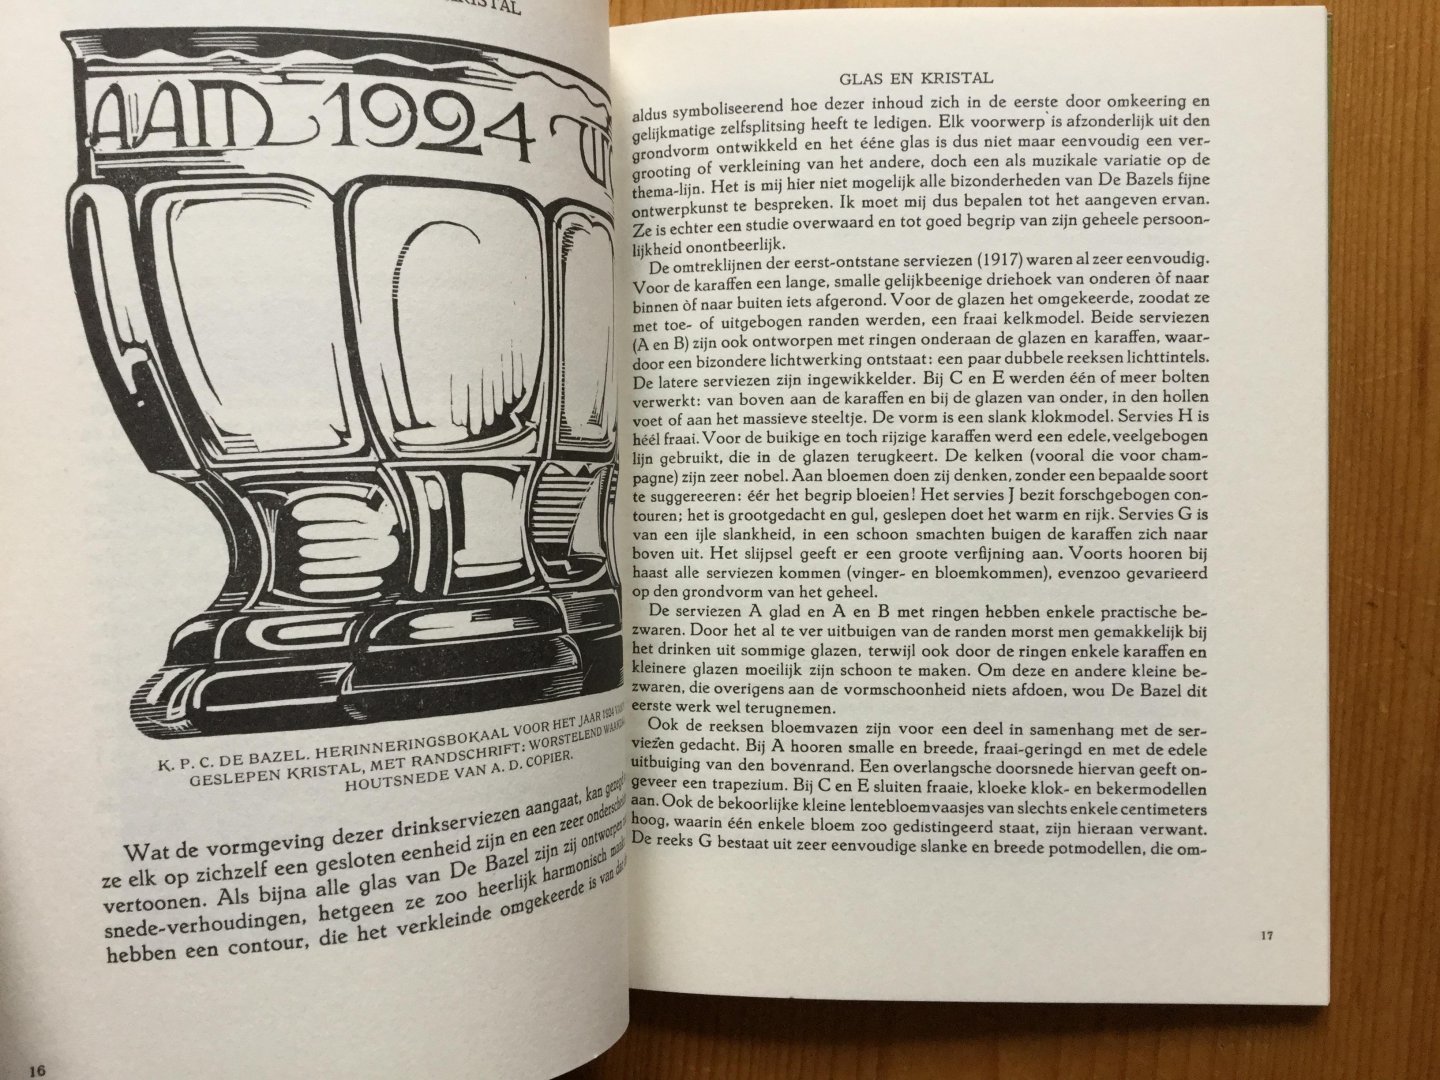 KRISTAL
AAM 1924
K. P. C. DE BAZEL. HERINNERINGSBOKAAL VOOR HET JAAR 1924
GESLEPEN KRISTAL, MET RANDSCHRIFT: WORSTELEND
HOUTSNEDE VAN A. D. COPIER.
Wat de vormgeving dezer drinkserviezen aangaat, kan
ze elk op zichzelf een gesloten eenheid zijn en een zeer
vertoonen. Als bijna alle glas van De Bazel zijn zij ontworpen
snede-verhoudingen, hetgeen ze zoo heerlijk harmonisch
hebben een contour, die het verkleinde omgekeerde is van
16
GLAS EN KRISTAL
aldus symboliseerend hoe dezer inhoud zich in de eerste door omkeering en
gelijkmatige zelfsplitsing heeft te ledigen. Elk voorwerp is afzonderlijk uit den
grondvorm ontwikkeld en het ééne glas is dus niet maar eenvoudig een ver-
grooting of verkleining van het andere, doch een als muzikale variatie op de
thema-lijn. Het is mij hier niet mogelijk alle bizonderheden van De Bazels fijne
ontwerpkunst te bespreken. Ik moet mij dus bepalen tot het aangeven ervan.
Ze is echter een studie overwaard en tot goed begrip van zijn geheele persoon-
lijkheid onontbeerlijk.
De omtreklijnen der eerst-ontstane serviezen (1917) waren al zeer eenvoudig.
Voor de karaffen een lange, smalle gelijkbeenige driehoek van onderen òf naar
binnen òf naar buiten iets afgerond. Voor de glazen het omgekeerde, zoodat ze
met toe- of uitgebogen randen werden, een fraai kelkmodel. Beide serviezen
(A en B) zijn ook ontworpen met ringen onderaan de glazen en karaffen, waar-
door een bizondere lichtwerking ontstaat: een paar dubbele reeksen lichttintels.
De latere serviezen zijn ingewikkelder. Bij C en E werden één of meer bolten
verwerkt: van boven aan de karaffen en bij de glazen van onder, in den hollen
voet of aan het massieve steeltje. De vorm is een slank klokmodel. Servies H is
héél fraai. Voor de buikige en toch rijzige karaffen werd een edele, veelgebogen
lijn gebruikt, die in de glazen terugkeert. De kelken (vooral die voor cham-
pagne) zijn zeer nobel. Aan bloemen doen zij denken, zonder een bepaalde soort
te suggereeren: éér het begrip bloeien! Het servies J bezit forschgebogen con-
touren; het is grootgedacht en gul, geslepen doet het warm en rijk. Servies G is
van een ijle slankheid, in een schoon smachten buigen de karaffen zich naar
boven uit. Het slijpsel geeft er een groote verfijning aan. Voorts hooren bij
haast alle serviezen kommen (vinger- en bloemkommen), evenzoo gevarieerd
op den grondvorm van het geheel.
De serviezen A glad en A en B met ringen hebben enkele practische be-
zwaren. Door het al te ver uitbuigen van de randen morst men gemakkelijk bij
het drinken uit sommige glazen, terwijl ook door de ringen enkele karaffen en
kleinere glazen moeilijk zijn schoon te maken. Om deze en andere kleine be-
zwaren, die overigens aan de vormschoonheid niets afdoen, wou De Bazel dit
eerste werk wel terugnemen.
Ook de reeksen bloemvazen zijn voor een deel in samenhang met de ser-
viezen gedacht. Bij A hooren smalle en breede, fraai-geringd en met de edele
uitbuiging van den bovenrand. Een overlangsche doorsnede hiervan geeft on-
geveer een trapezium. Bij C en E sluiten fraaie, kloeke klok- en bekermodellen
aan. Ook de bekoorlijke kleine lentebloemvaasjes van slechts enkele centimeters
hoog, waarin één enkele bloem zoo gedistingeerd staat, zijn hieraan verwant.
De reeks G bestaat uit zeer eenvoudige slanke en breede potmodellen, die om-
17